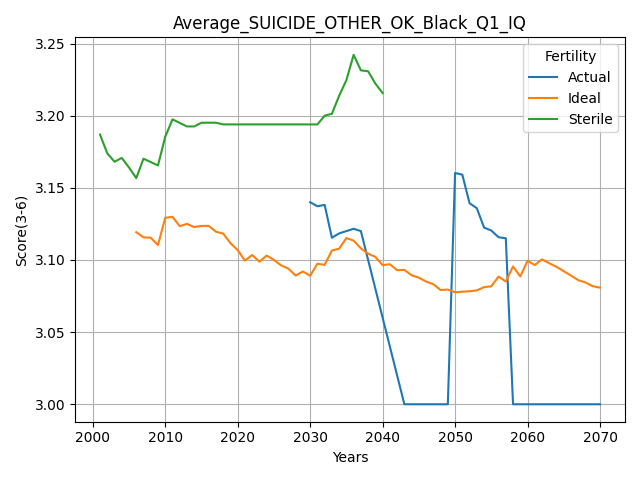 Average_SUICIDE_OTHER_OK_Black_Q1_IQ
3.25
3.20
3.15
3.10
3.05
3.00
Score(3-6)
Fertility
Actual
Ideal
Sterile
2000 2010 2020 2030 2040 2050 2060 2070
Years